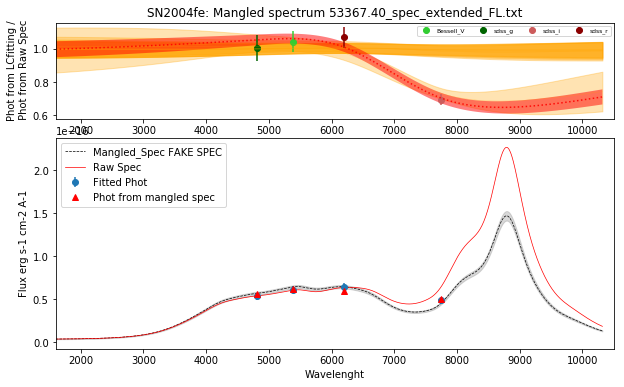 SN2004fe: Mangled spectrum 53367.40_spec_extended_FL.txt
Phot from LCfitting /
Phot from Raw Spec
1.0
0.8
0.6
Bessell_V
sdss_g
sdss_i
sdss_r
2000 3000 4000 5000 6000 7000 8000 9000 10000
1e−16
Flux erg s-1 cm-2 A-1
2.0
1.5
1.0
0.5
0.0
Mangled_Spec FAKE SPEC
Raw Spec
Fitted Phot
Phot from mangled spec
2000 3000 4000 5000 6000 7000 8000 9000 10000
Wavelenght